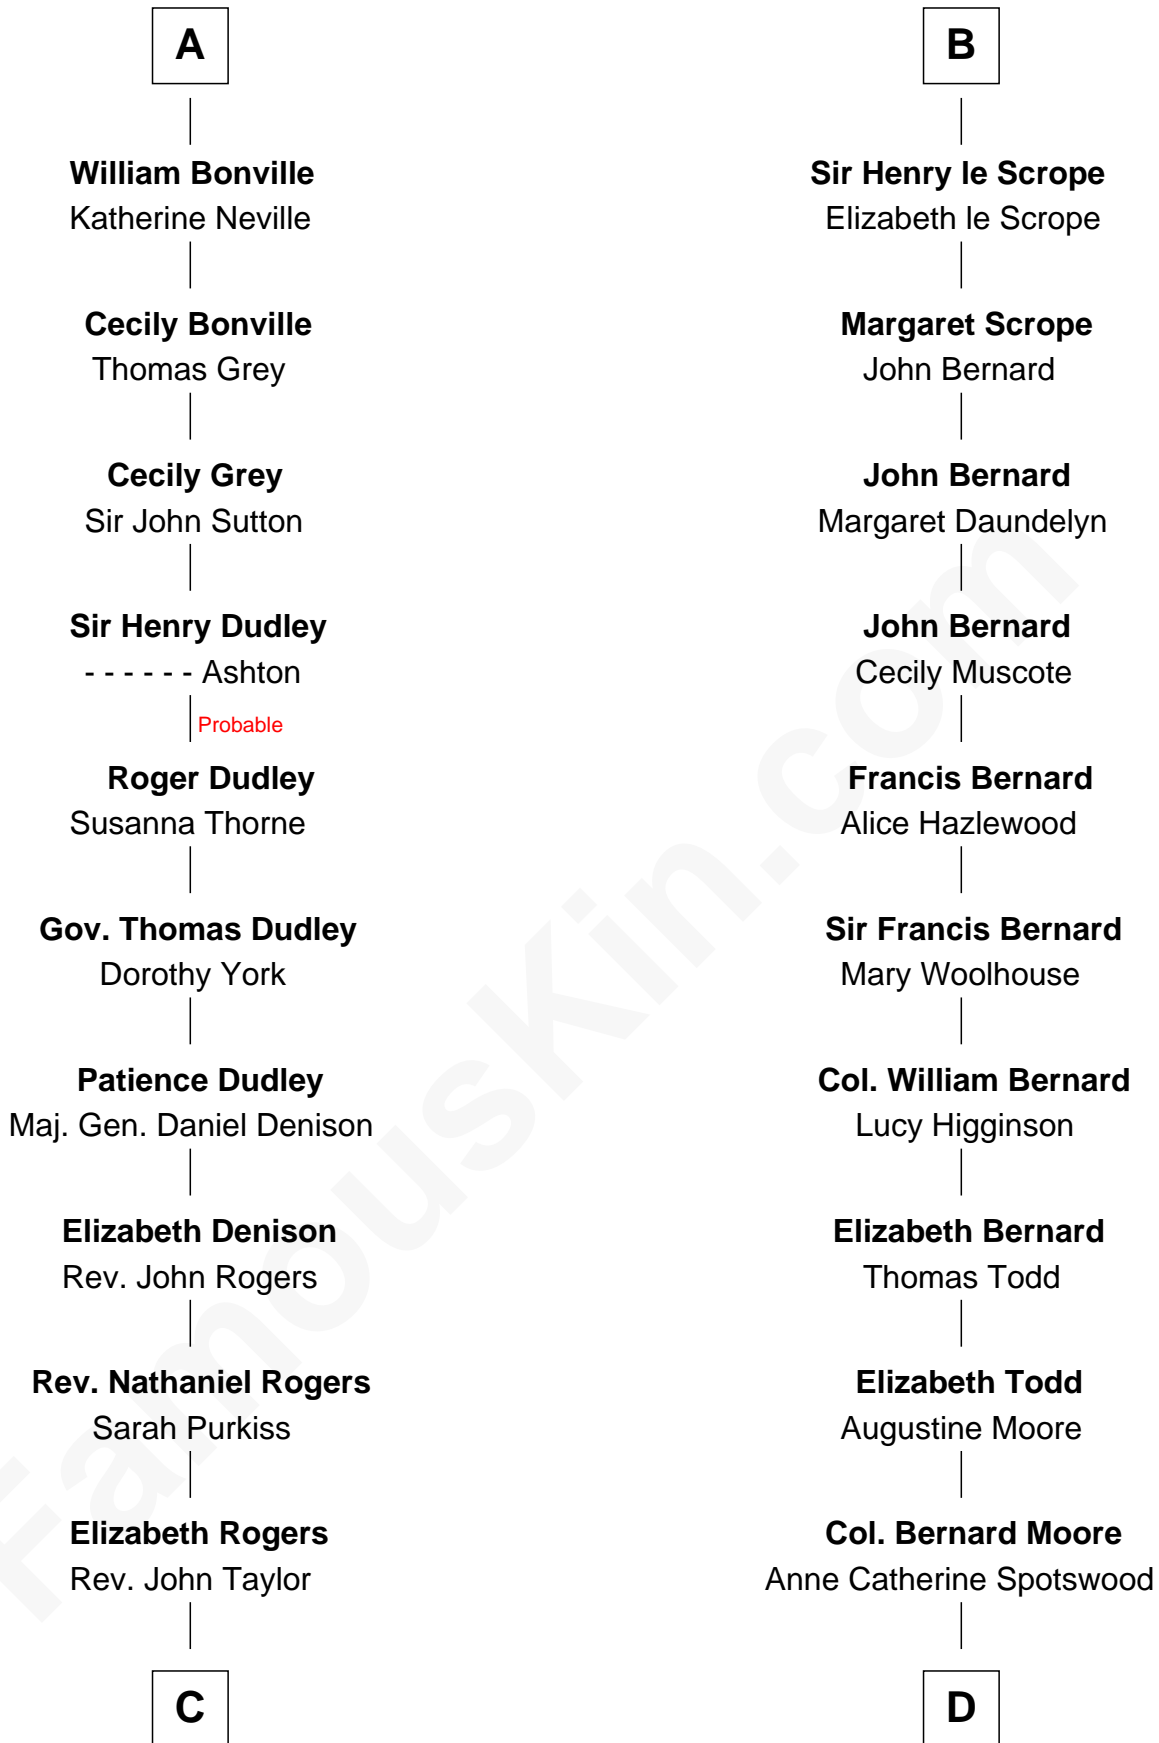 A
William Bonville
Katherine Neville
Cecily Bonville
Thomas Grey
Cecily Grey
Sir John Sutton
Sir Henry Dudley
- - - - - - Ashton
Probable
Roger Dudley
Susanna Thorne
Gov. Thomas Dudley
Dorothy York
Patience Dudley
Maj. Gen. Daniel Denison
Elizabeth Denison
Rev. John Rogers
Rev. Nathaniel Rogers
Sarah Purkiss
Elizabeth Rogers
Rev. John Taylor
C
B
Sir Henry le Scrope
Elizabeth le Scrope
Margaret Scrope
John Bernard
John Bernard
Margaret Daundelyn
John Bernard
Cecily Muscote
Francis Bernard
Alice Hazlewood
Sir Francis Bernard
Mary Woolhouse
Col. William Bernard
Lucy Higginson
Elizabeth Bernard
Thomas Todd
Elizabeth Todd
Augustine Moore
Col. Bernard Moore
Anne Catherine Spotswood
D
FamousKin.com